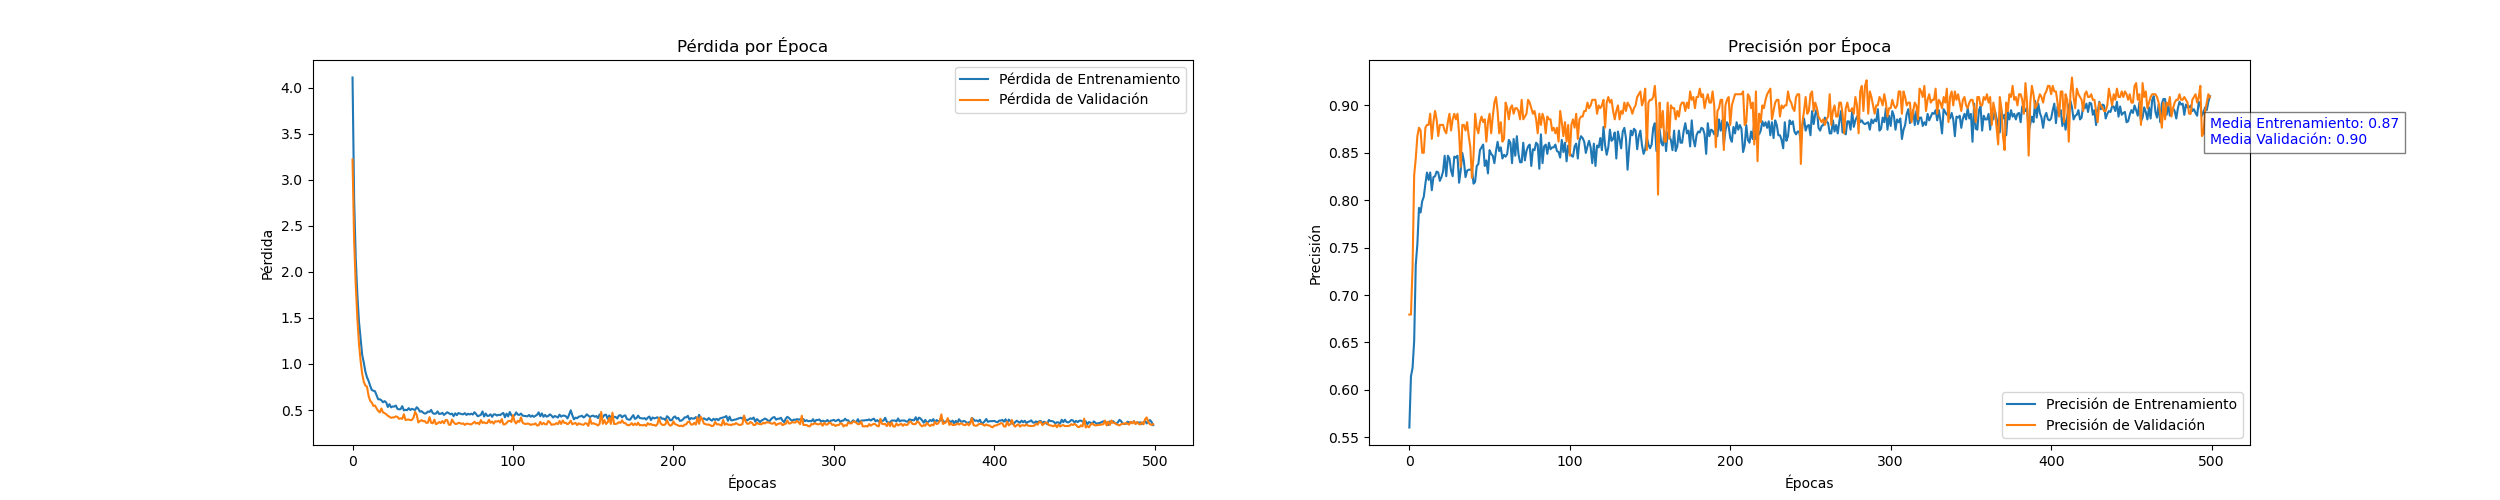 Pérdida por Época
4.0
3.5
3.0
2.5
2.0
1.5
1.0
0.5
Pérdida
0
100
200
300
400
500
Épocas
Pérdida de Entrenamiento
Pérdida de Validación
Precisión por Época
0.90
0.85
0.80
0.75
0.70
0.65
0.60
0.55
Precisión
0
100
200
300
400
500
Épocas
Media Entrenamiento: 0.87
Media Validación: 0.90
Precisión de Entrenamiento
Precisión de Validación